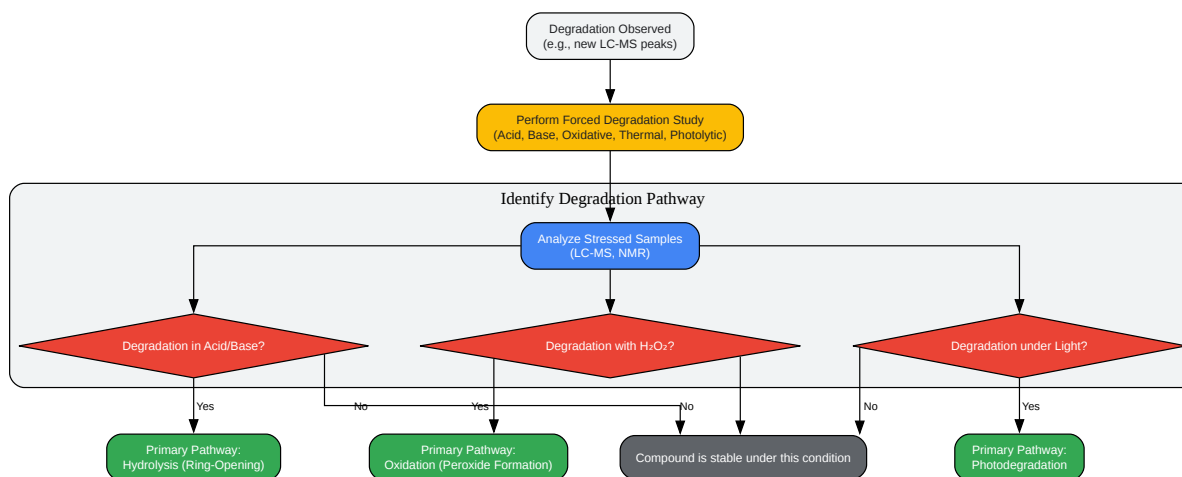 Degradation Observed
(e.g., new LC-MS peaks)
Perform Forced Degradation Study
(Acid, Base, Oxidative, Thermal, Photolytic)
Identify Degradation Pathway
Analyze Stressed Samples
(LC-MS, NMR)
Degradation in Acid/Base?
Degradation with H₂O₂?
Degradation under Light?
Yes
No
Yes
No
No
Yes
Primary Pathway:
Hydrolysis (Ring-Opening)
Primary Pathway:
Oxidation (Peroxide Formation)
Compound is stable under this condition
Primary Pathway:
Photodegradation